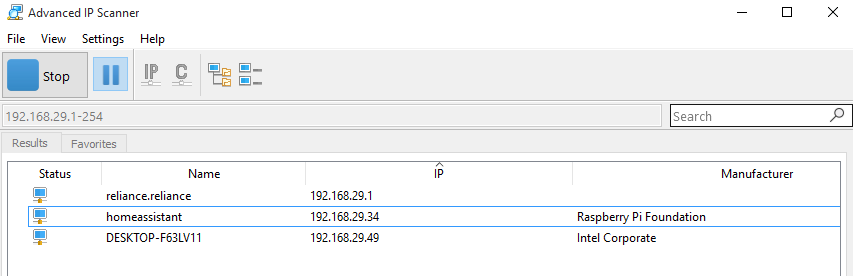 Advanced IP Scanner
File View Settings Help
Stop IP C
192.168.29.1-254 Search
Results Favorites
Status Name IP Manufacturer
reliance.reliance 192.168.29.1
homeassistant 192.168.29.34 Raspberry Pi Foundation
DESKTOP-F63LV11 192.168.29.49 Intel Corporate